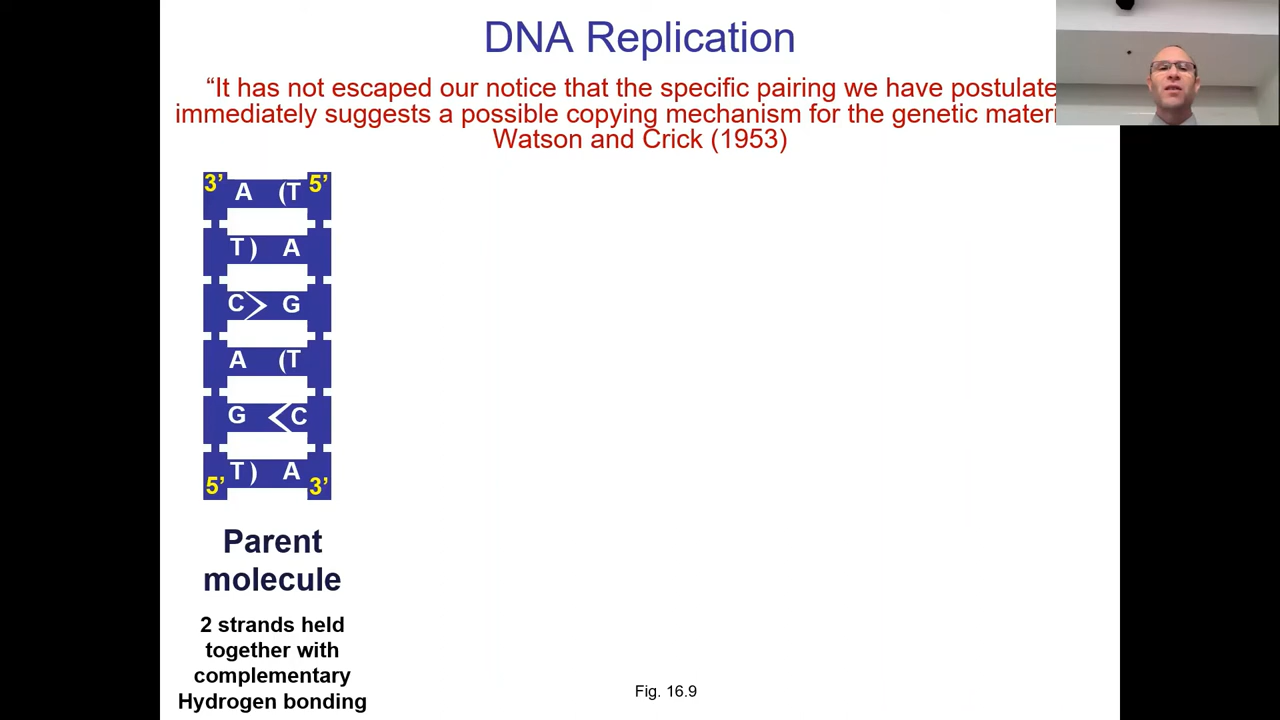 DNA Replication
“It has not escaped our notice that the specific pairing we have postulate
immediately suggests a possible copying mechanism for the genetic materi
Watson and Crick (1953)
3’ A (T 5’
T) A
C> G
A (T
G <C
5’ T) A 3’
Parent
molecule
2 strands held
together with
complementary
Hydrogen bonding
Fig. 16.9